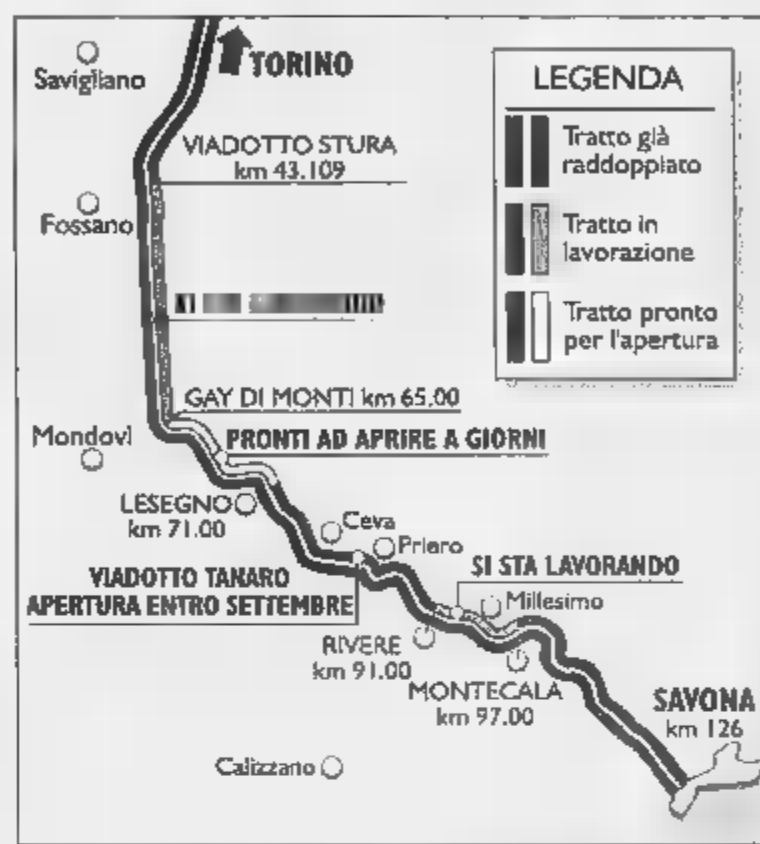 TORINO
Savigliano
LEGENDA
Tratto già
raddoppiato
Tratto in
lavorazione
Tratto pronto
per l'apertura
VIADOTTO STURA
km 43.109
Fossano
GAY DI MONTI km 65.00
Mondovì
PRONTI AD APRIRE A GIORNI
LESEGNO
km 71.00
Ceva
Priero
VIADOTTO TANARO
APERTURA ENTRO SETTEMBRE
SI STA LAVORANDO
Millesimo
RIVERE
km 91.00
MONTECALA
km 97.00
SAVONA
km 126
Calizzano